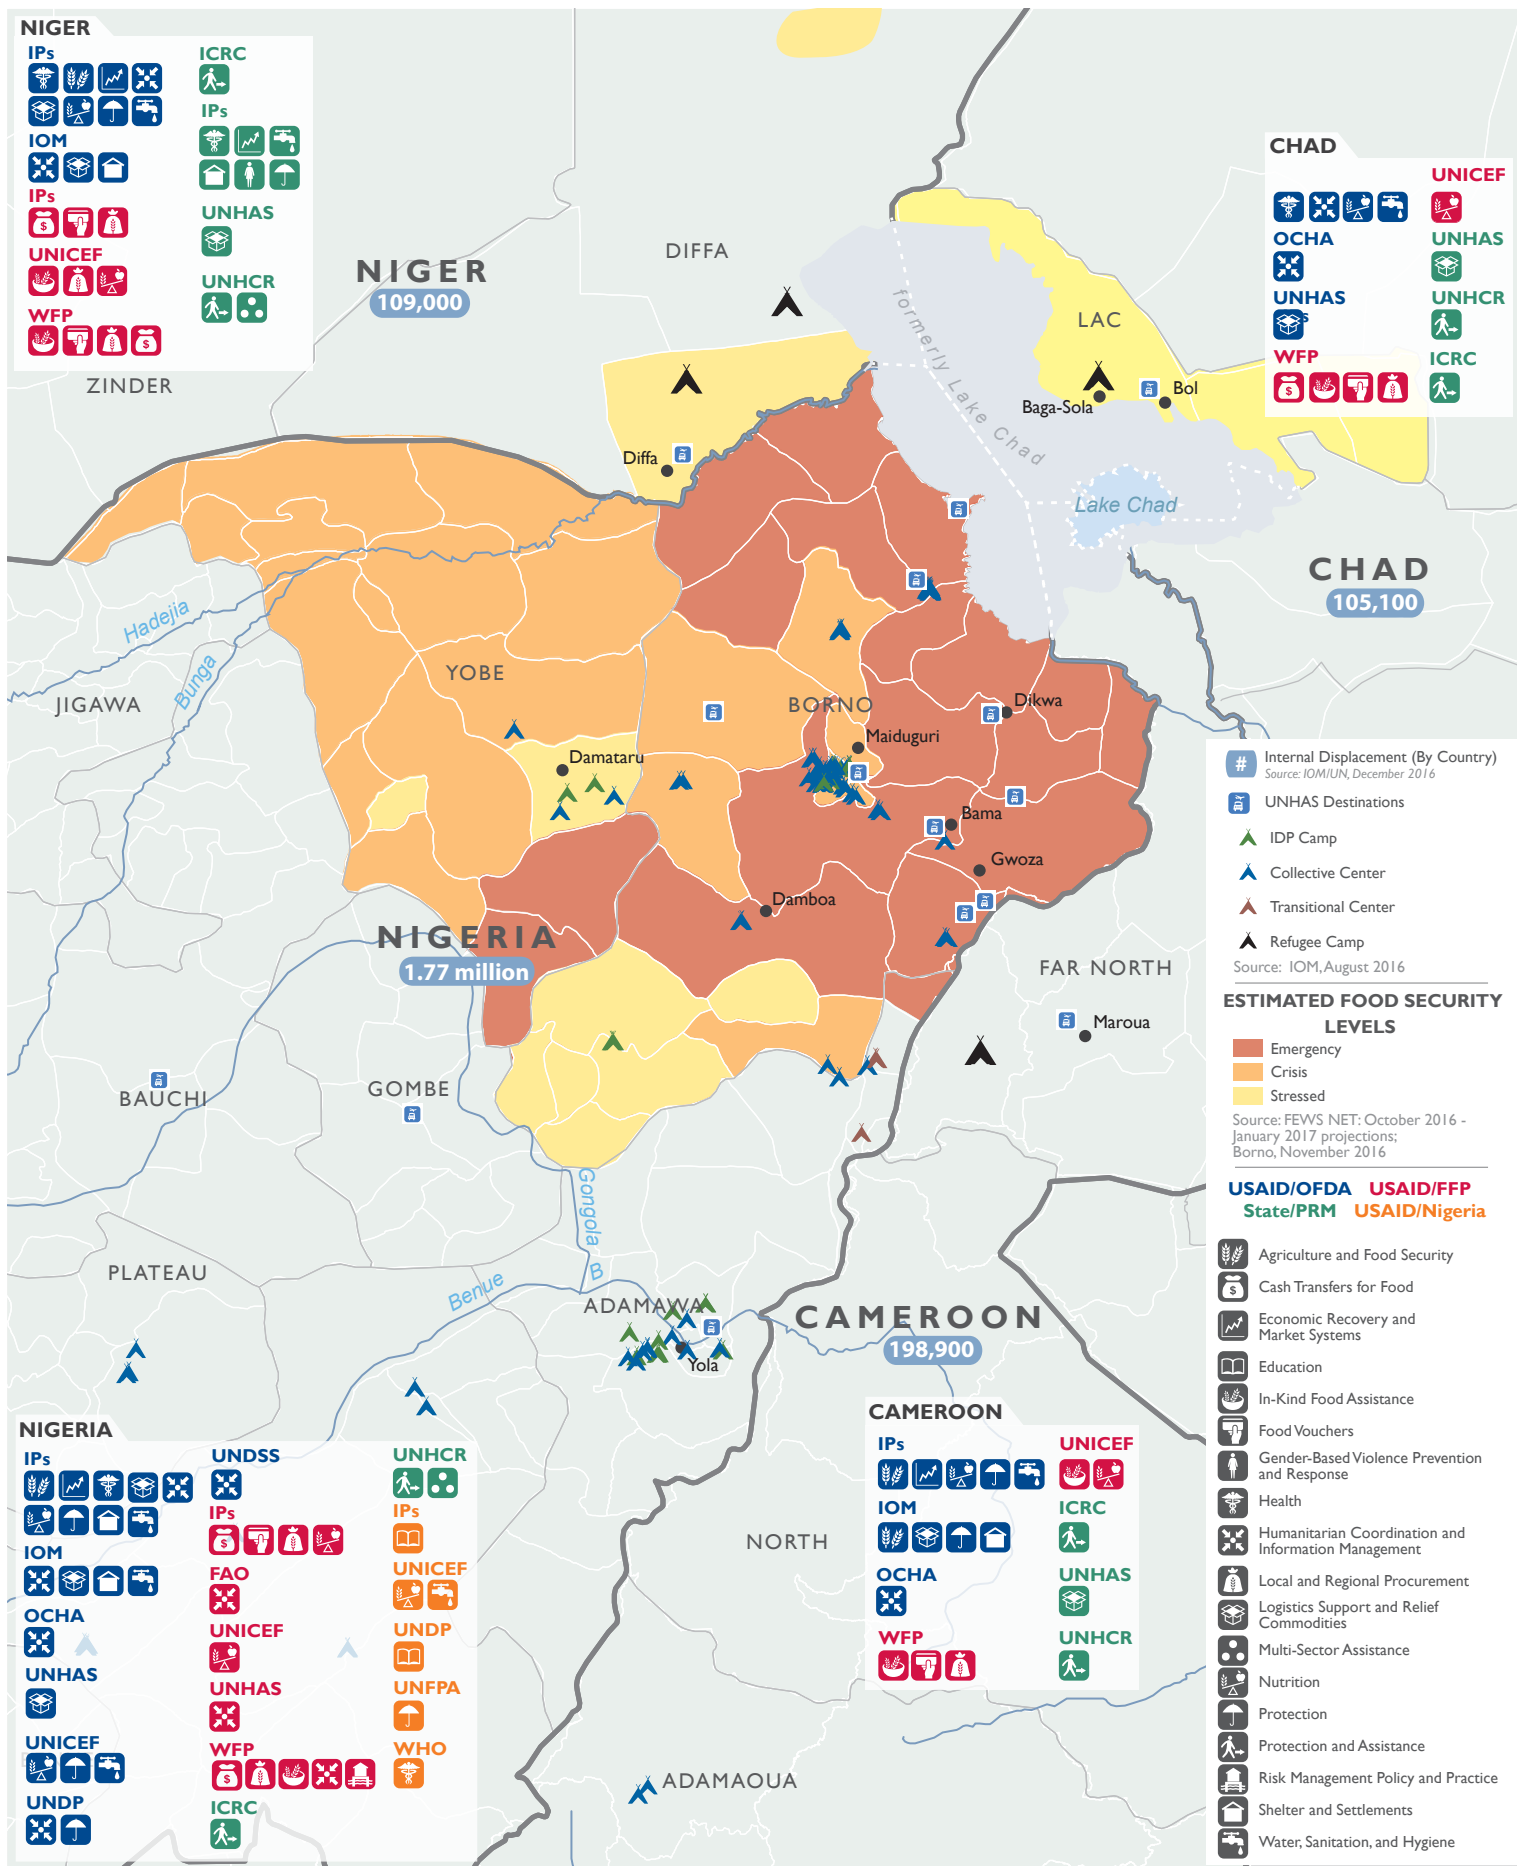 NIGER
IPs
ICRC
IPs
IOM
IPs
UNHAS
UNICEF
UNHCR
WFP
CHAD
UNICEF
OCHA
UNHAS
UNHAS
UNHCR
WFP
ICRC
DIFFA
NIGER
109,000
ZINDER
formerly Lake Chad
LAC
Bol
Baga-Sola
Diffa
Lake Chad
CHAD
105,100
Hadejia
Bunga
JIGAWA
YOBE
BORNO
Dikwa
Maiduguri
Damataru
Bama
Gwoza
Damboa
NIGERIA
1.77 million
FAR NORTH
Maroua
BAUCHI
GOMBE
Gongola
B
PLATEAU
Benue
ADAMAWA
Yola
CAMEROON
198,900
NORTH
ADAMAOUA
# Internal Displacement (By Country)
Source: IOM/UN, December 2016
UNHAS Destinations
IDP Camp
Collective Center
Transitional Center
Refugee Camp
Source: IOM, August 2016
ESTIMATED FOOD SECURITY
LEVELS
Emergency
Crisis
Stressed
Source: FEWS NET: October 2016 -
January 2017 projections;
Borno, November 2016
USAID/OFDA USAID/FFP
State/PRM USAID/Nigeria
Agriculture and Food Security
Cash Transfers for Food
Economic Recovery and
Market Systems
Education
In-Kind Food Assistance
Food Vouchers
Gender-Based Violence Prevention
and Response
Health
Humanitarian Coordination and
Information Management
Local and Regional Procurement
Logistics Support and Relief
Commodities
Multi-Sector Assistance
Nutrition
Protection
Protection and Assistance
Risk Management Policy and Practice
Shelter and Settlements
Water, Sanitation, and Hygiene
NIGERIA
IPs
IOM
OCHA
UNHAS
UNICEF
UNDP
UNDSS
IPs
FAO
UNICEF
UNHAS
WFP
ICRC
UNHCR
IPs
UNICEF
UNDP
UNFPA
WHO
CAMEROON
IPs
IOM
OCHA
WFP
UNICEF
ICRC
UNHAS
UNHCR